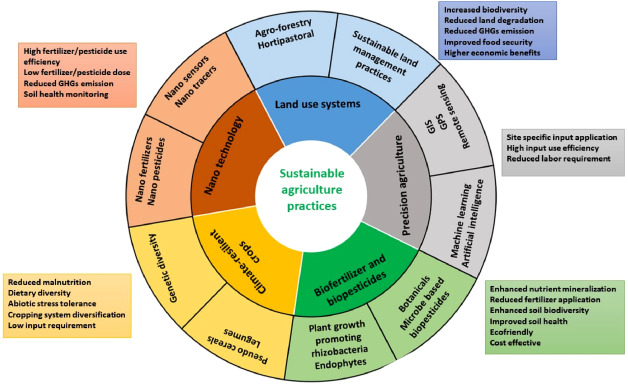 Increased biodiversity
Reduced land degradation
Reduced GHGs emission
Improved food security
Higher economic benefits
High fertilizer/pesticide use
efficiency
Low fertilizer/pesticide dose
Reduced GHGs emission
Soil health monitoring
Agro-forestry
Hortipastoral
Sustainable land
management
practices
Nano sensors
Nano tracers
Land use systems
Remote sensing
GPS
GIS
Nano technology
Site specific input application
High input use efficiency
Reduced labor requirement
Nano fertilizers
Nano pesticides
Sustainable
agriculture
practices
Precision agriculture
Machine learning
Artificial intelligence
Genetic diversity
Climate-resilient
crops
Biofertilizer and
biopesticides
Reduced malnutrition
Dietary diversity
Abiotic stress tolerance
Cropping system diversification
Low input requirement
Botanicals
Microbe based
biopesticides
Enhanced nutrient mineralization
Reduced fertilizer application
Enhanced soil biodiversity
Improved soil health
Ecofriendly
Cost effective
Pseudo cereals
Legumes
Plant growth
promoting
rhizobacteria
Endophytes